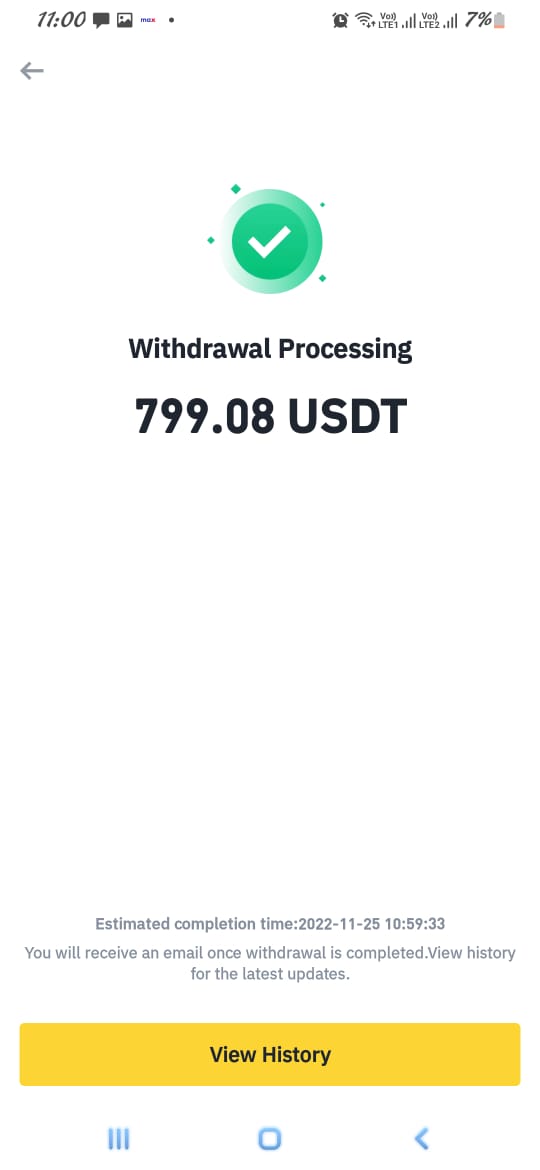 11:00 max 7%
Vo) LTE1 Vo) LTE2
Withdrawal Processing
799.08 USDT
Estimated completion time:2022-11-25 10:59:33
You will receive an email once withdrawal is completed.View history
for the latest updates.
View History